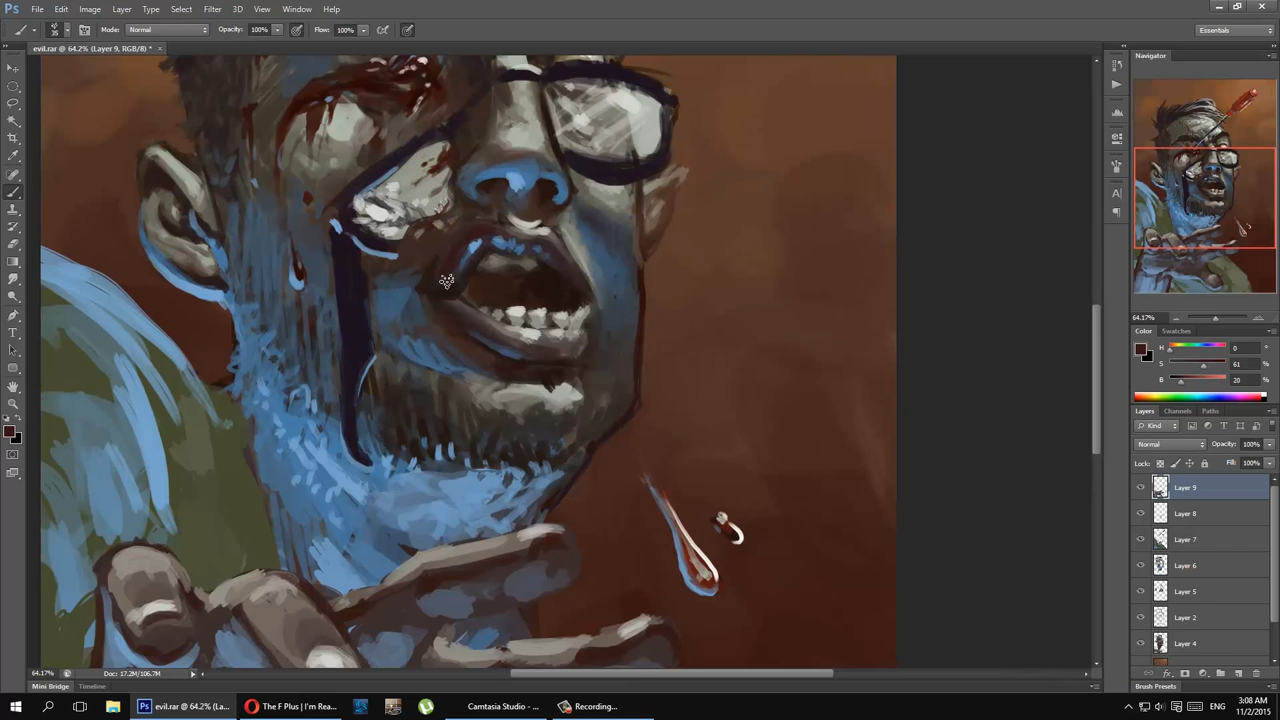 Ps File Edit Image Layer Type Select Filter 3D View Window Help
35 Mode: Normal Opacity: 100% Flow: 100% Essentials
evil.rar @ 64.2% (Layer 9, RGB/8) * ×
Navigator
64.17%
Color Swatches
H 0 °
S 61 %
B 20 %
Layers Channels Paths
Kind
Normal Opacity: 100%
Lock: Fill: 100%
Layer 9
Layer 8
Layer 7
Layer 6
Layer 5
Layer 2
Layer 4
64.17% Doc: 17.2M/106.7M
Mini Bridge Timeline Brush Presets
Ps evil.rar @ 64.2% (La... The F Plus | I'm Rea... Camtasia Studio - ... Recording... ENG 3:08 AM
11/2/2015